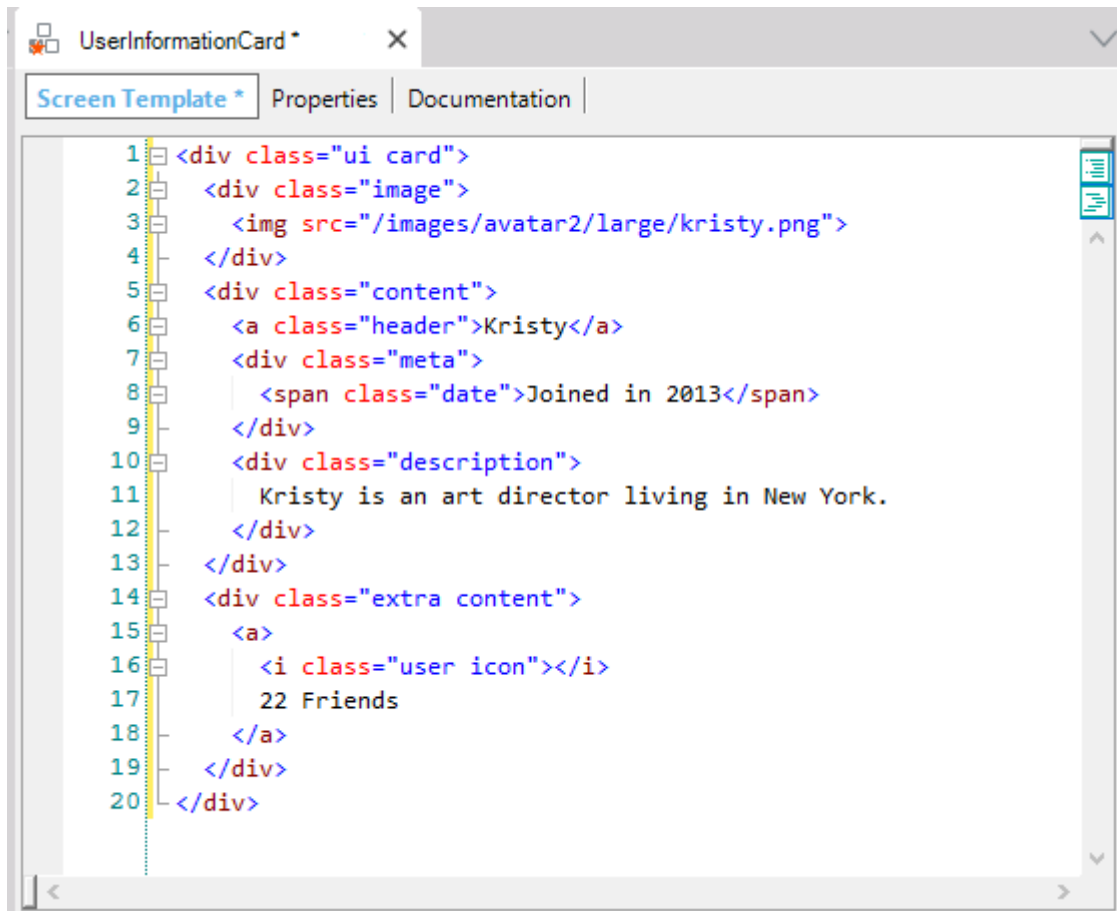 UserInformationCard *
Screen Template * Properties Documentation
1 <div class="ui card">
2   <div class="image">
3     <img src="/images/avatar2/large/kristy.png">
4   </div>
5   <div class="content">
6     <a class="header">Kristy</a>
7     <div class="meta">
8       <span class="date">Joined in 2013</span>
9     </div>
10     <div class="description">
11       Kristy is an art director living in New York.
12     </div>
13   </div>
14   <div class="extra content">
15     <a>
16       <i class="user icon"></i>
17       22 Friends
18     </a>
19   </div>
20 </div>